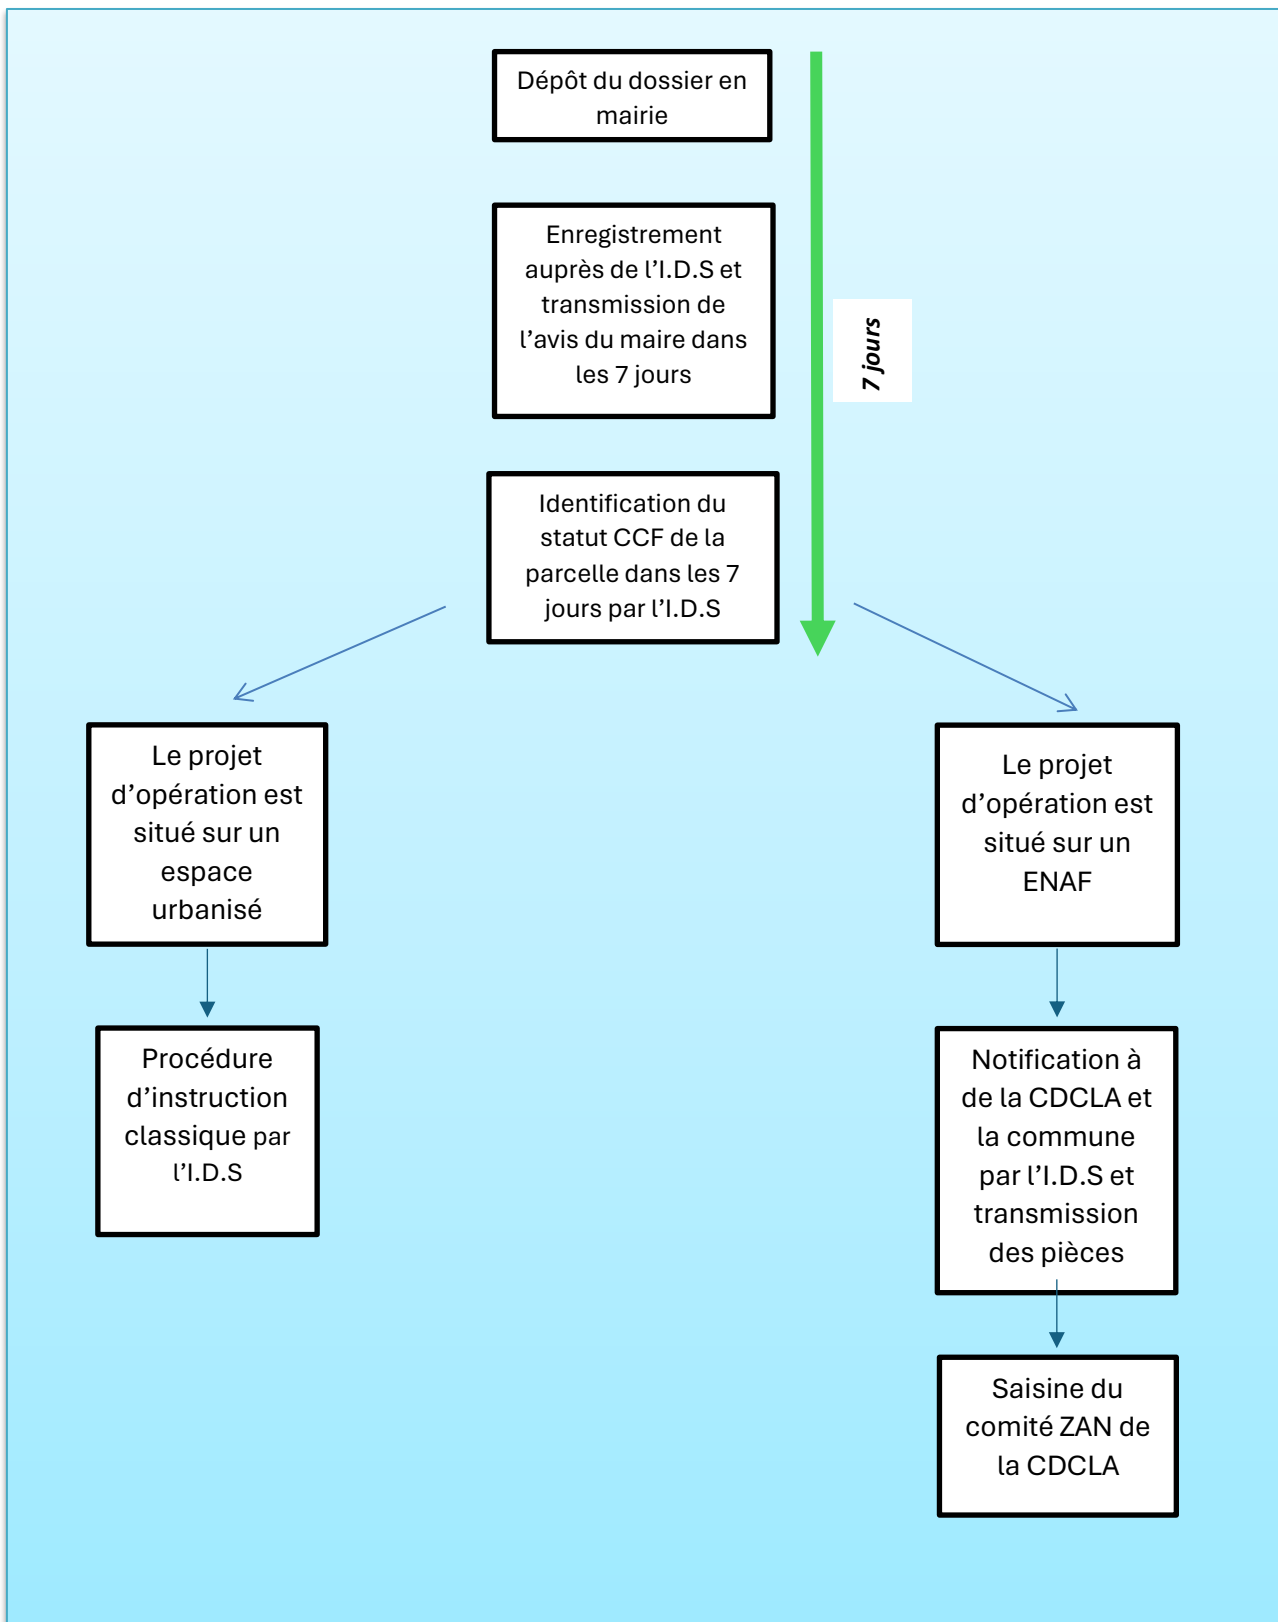 Dépôt du dossier en
mairie
Enregistrement
auprès de l’I.D.S et
transmission de
l’avis du maire dans
les 7 jours
7 jours
Identification du
statut CCF de la
parcelle dans les 7
jours par l’I.D.S
Le projet
d’opération est
situé sur un
espace
urbanisé
Le projet
d’opération est
situé sur un
ENAF
Procédure
d’instruction
classique par
l’I.D.S
Notification à
de la CDCLA et
la commune
par l’I.D.S et
transmission
des pièces
Saisine du
comité ZAN de
la CDCLA